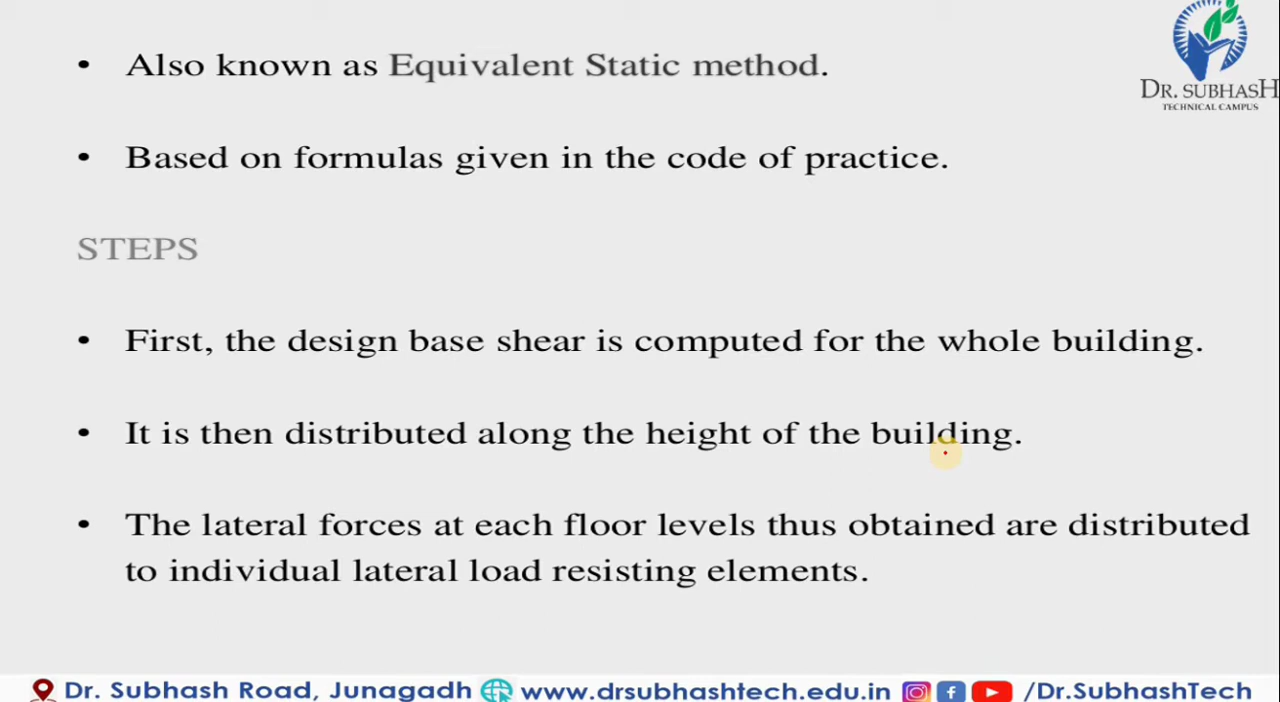 • Also known as Equivalent Static method.
DR. SUBHASH
TECHNICAL CAMPUS
• Based on formulas given in the code of practice.
STEPS
• First, the design base shear is computed for the whole building.
• It is then distributed along the height of the building.
• The lateral forces at each floor levels thus obtained are distributed
to individual lateral load resisting elements.
Dr. Subhash Road, Junagadh www.drsubhashtech.edu.in /Dr.SubhashTech